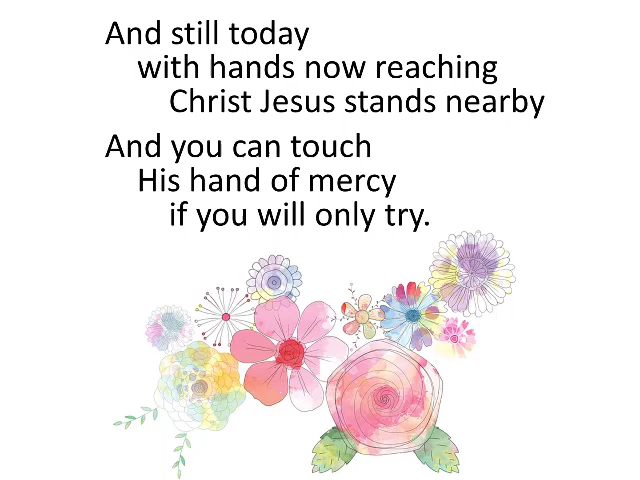 And still today
with hands now reaching
Christ Jesus stands nearby
And you can touch
His hand of mercy
if you will only try.